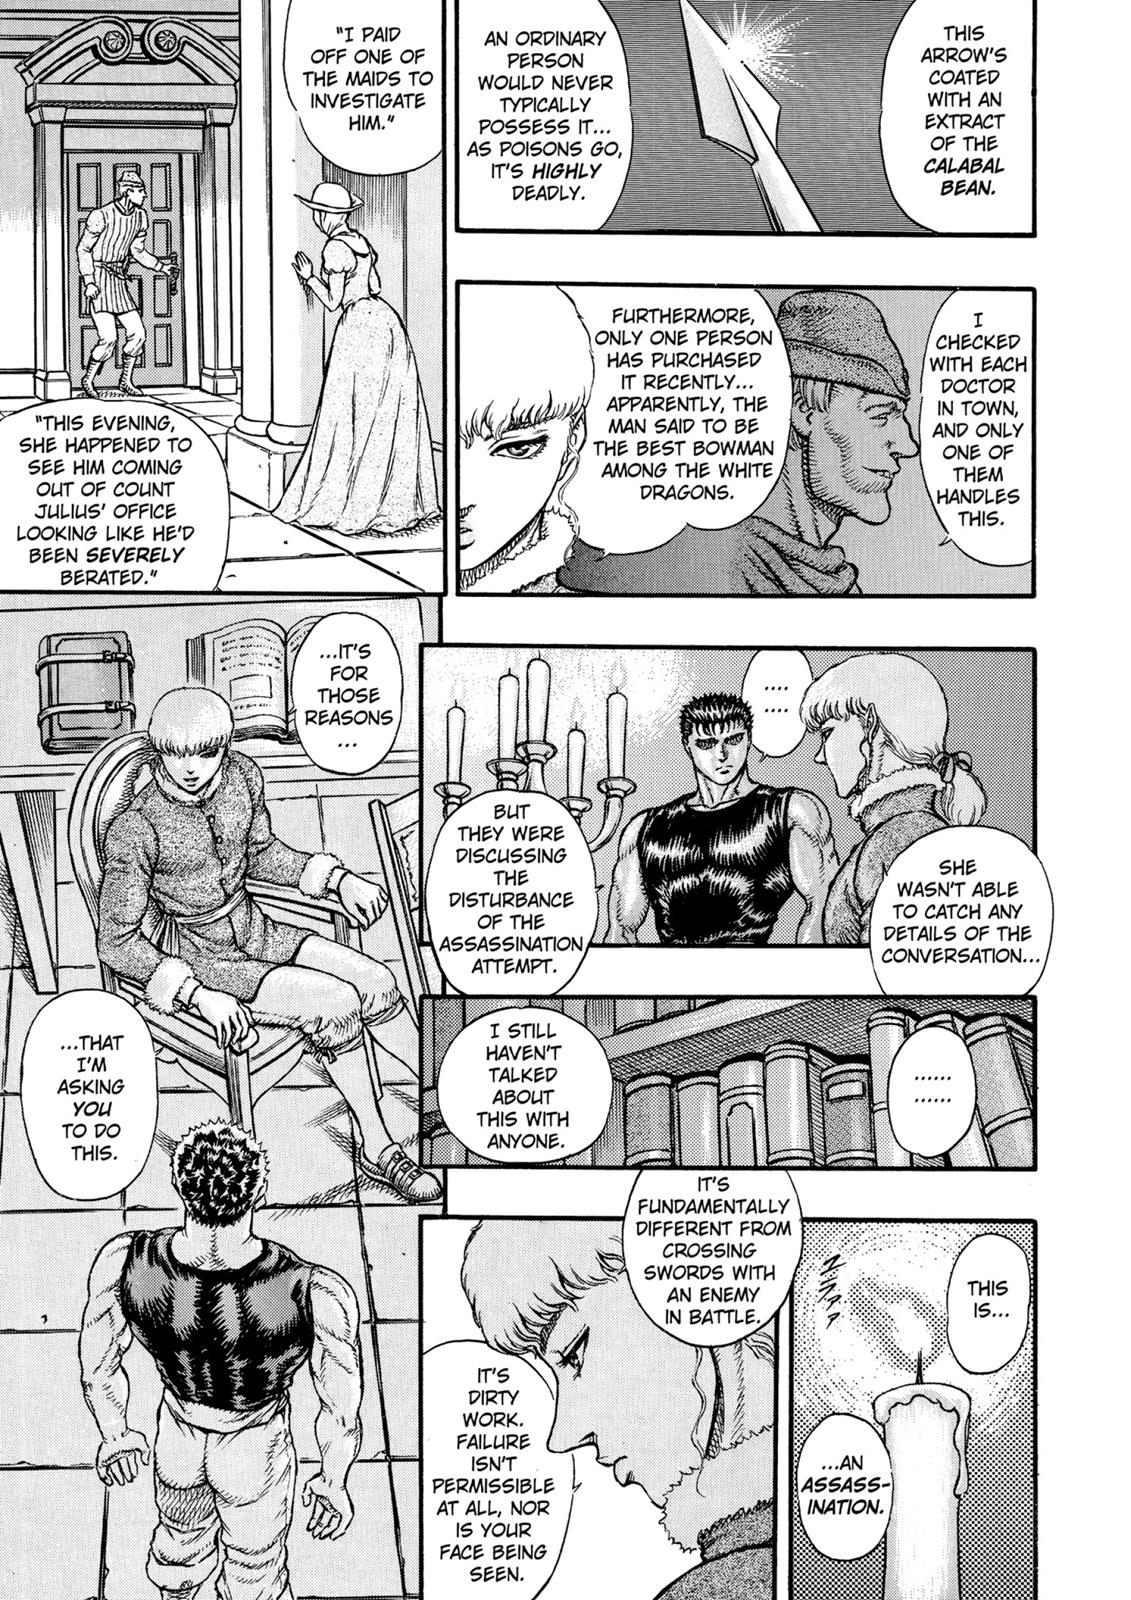 THIS
ARROW'S
COATED
WITH AN
EXTRACT
OF THE
CALABAL
BEAN.
AN ORDINARY
PERSON
WOULD NEVER
TYPICALLY
POSSESS IT...
AS POISONS GO,
IT'S HIGHLY
DEADLY.
I
CHECKED
WITH EACH
DOCTOR
IN TOWN,
AND ONLY
ONE OF
THEM
HANDLES
THIS.
FURTHERMORE,
ONLY ONE PERSON
HAS PURCHASED
IT RECENTLY...
APPARENTLY, THE
MAN SAID TO BE
THE BEST BOWMAN
AMONG THE WHITE
DRAGONS.
"I PAID
OFF ONE OF
THE MAIDS TO
INVESTIGATE
HIM."
"THIS EVENING,
SHE HAPPENED TO
SEE HIM COMING
OUT OF COUNT
JULIUS' OFFICE
LOOKING LIKE HE'D
BEEN SEVERELY
BERATED."
SHE
WASN'T ABLE
TO CATCH ANY
DETAILS OF THE
CONVERSATION...
....
....
BUT
THEY WERE
DISCUSSING
THE
DISTURBANCE
OF THE
ASSASSINATION
ATTEMPT.
......
......
I STILL
HAVEN'T
TALKED
ABOUT
THIS WITH
ANYONE.
THIS
IS...
...AN
ASSASS-
INATION.
IT'S
FUNDAMENTALLY
DIFFERENT FROM
CROSSING
SWORDS WITH
AN ENEMY
IN BATTLE.
IT'S
DIRTY
WORK.
FAILURE
ISN'T
PERMISSIBLE
AT ALL, NOR
IS YOUR
FACE BEING
SEEN.
...IT'S
FOR
THOSE
REASONS
...
...THAT
I'M
ASKING
YOU
TO DO
THIS.